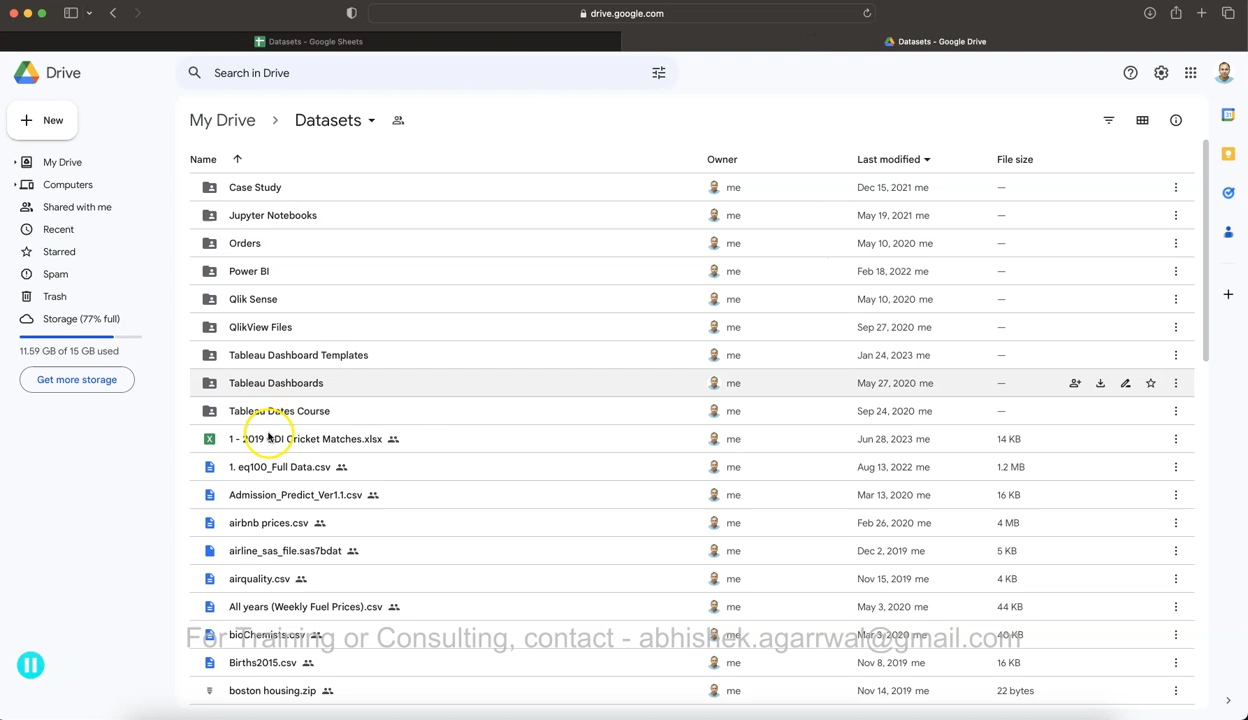 drive.google.com
Datasets - Google Sheets
Datasets - Google Drive
Drive
Search in Drive
New
My Drive
Computers
Shared with me
Recent
Starred
Spam
Trash
Storage (77% full)
11.59 GB of 15 GB used
Get more storage
My Drive > Datasets
Name Owner Last modified File size
Case Study me Dec 15, 2021 me —
Jupyter Notebooks me May 19, 2021 me —
Orders me May 10, 2020 me —
Power BI me Feb 18, 2022 me —
Qlik Sense me May 10, 2020 me —
QlikView Files me Sep 27, 2020 me —
Tableau Dashboard Templates me Jan 24, 2023 me —
Tableau Dashboards me May 27, 2020 me —
Tableau Dates Course me Sep 24, 2020 me —
1 - 2019 ODI Cricket Matches.xlsx me Jun 28, 2023 me 14 KB
1. eq100_Full Data.csv me Aug 13, 2022 me 1.2 MB
Admission_Predict_Ver1.1.csv me Mar 13, 2020 me 16 KB
airbnb prices.csv me Feb 26, 2020 me 4 MB
airline_sas_file.sas7bdat me Dec 2, 2019 me 5 KB
airquality.csv me Nov 15, 2019 me 4 KB
All years (Weekly Fuel Prices).csv me May 3, 2020 me 44 KB
bioChemists.csv me Mar 3, 2020 me 40 KB
For Training or Consulting, contact - abhishek.agarrwal@gmail.com
Births2015.csv me Nov 8, 2019 me 16 KB
boston housing.zip me Nov 14, 2019 me 22 bytes